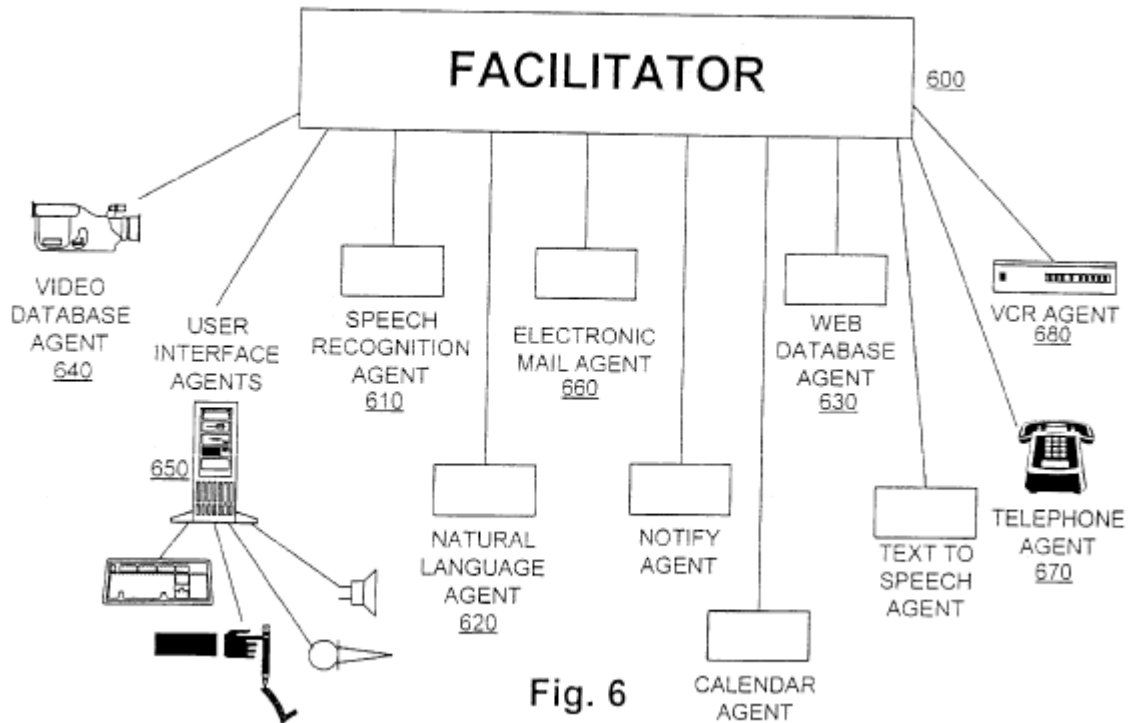 FACILITATOR
600
VIDEO
DATABASE
AGENT
640
USER
INTERFACE
AGENTS
650
SPEECH
RECOGNITION
AGENT
610
NATURAL
LANGUAGE
AGENT
620
ELECTRONIC
MAIL AGENT
660
NOTIFY
AGENT
CALENDAR
AGENT
WEB
DATABASE
AGENT
630
TEXT TO
SPEECH
AGENT
TELEPHONE
AGENT
670
VCR AGENT
680
Fig. 6